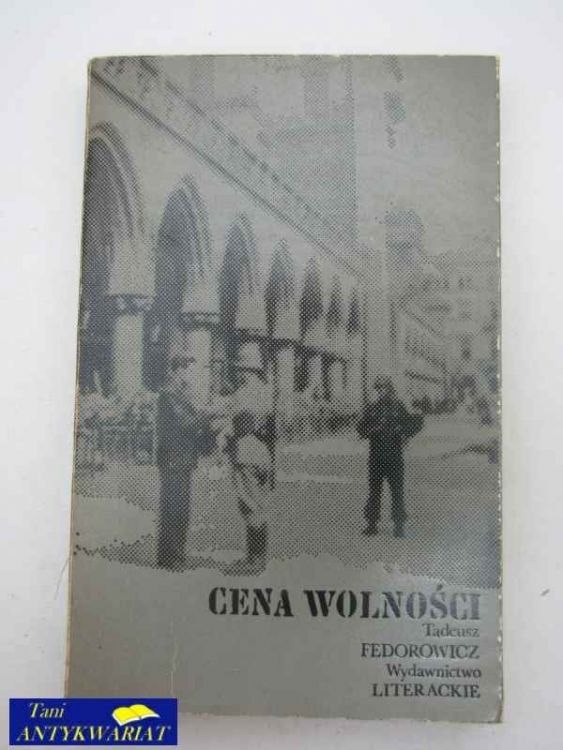 CENA WOLNOŚCI
Tadeusz
FEDOROWICZ
Wydawnictwo
LITERACKIE
Tani
ANTYKWARIAT